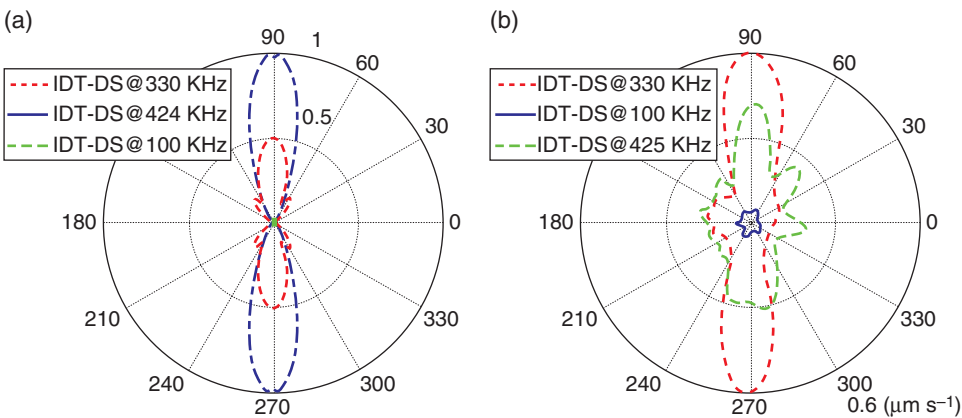 (a)
90
1
60
30
0.5
0
330
300
270
240
210
180
IDT-DS@330 KHz
IDT-DS@424 KHz
IDT-DS@100 KHz
(b)
90
60
30
0
330
300
270
240
210
180
0.6 (μm s⁻¹)
IDT-DS@330 KHz
IDT-DS@100 KHz
IDT-DS@425 KHz